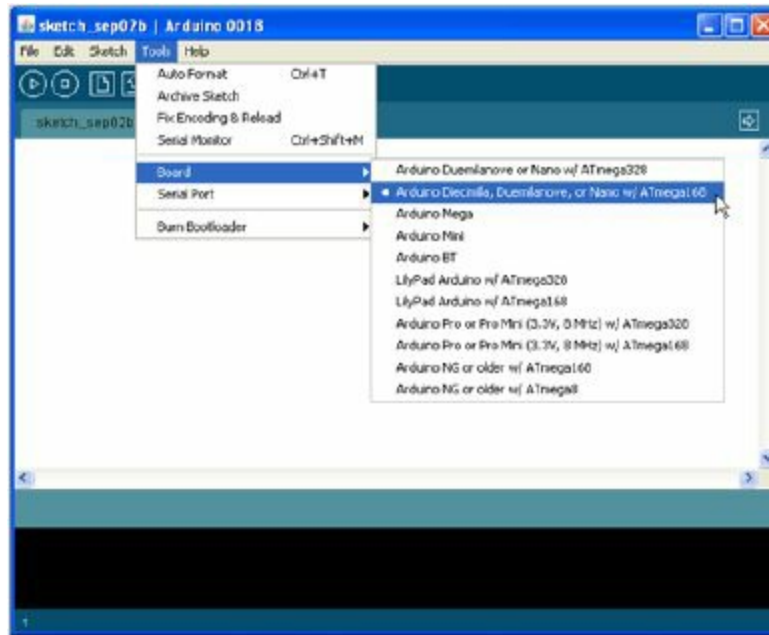 sketch_sep02b | Arduino 0018
File Edit Sketch Tools Help
Auto Format Ctrl+T
Archive Sketch
Fix Encoding & Reload
sketch_sep02b
Serial Monitor Ctrl+Shift+M
Board
Serial Port
Burn Bootloader
Arduino Duemilanove or Nano w/ ATmega328
Arduino Diecimila, Duemilanove, or Nano w/ ATmega168
Arduino Mega
Arduino Mini
Arduino BT
LilyPad Arduino w/ ATmega328
LilyPad Arduino w/ ATmega168
Arduino Pro or Pro Mini (3.3V, 8 MHz) w/ ATmega328
Arduino Pro or Pro Mini (3.3V, 8 MHz) w/ ATmega168
Arduino NG or older w/ ATmega168
Arduino NG or older w/ ATmega8
1